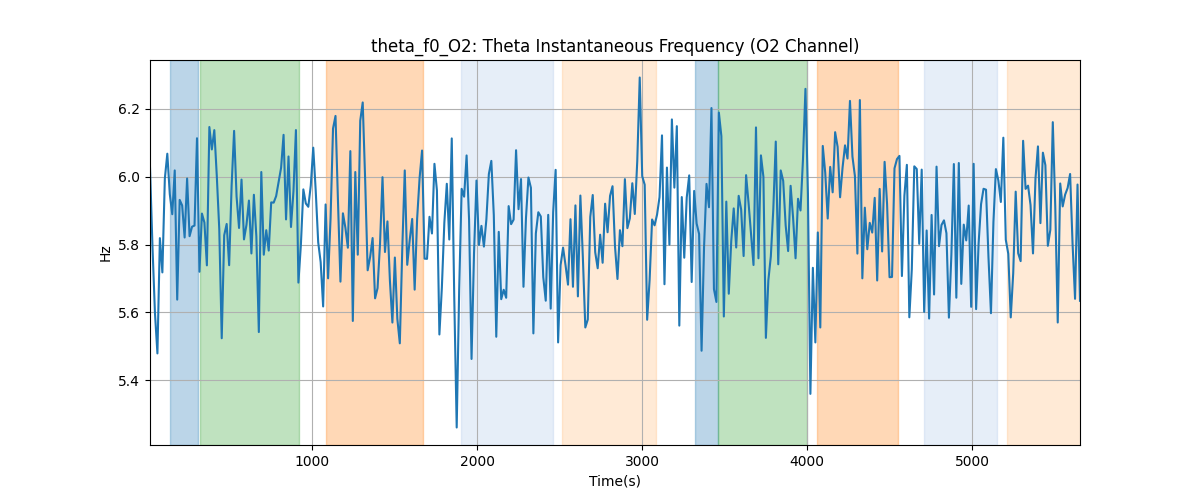 theta_f0_O2: Theta Instantaneous Frequency (O2 Channel)
6.2
6.0
5.8
5.6
5.4
Hz
1000 2000 3000 4000 5000
Time(s)